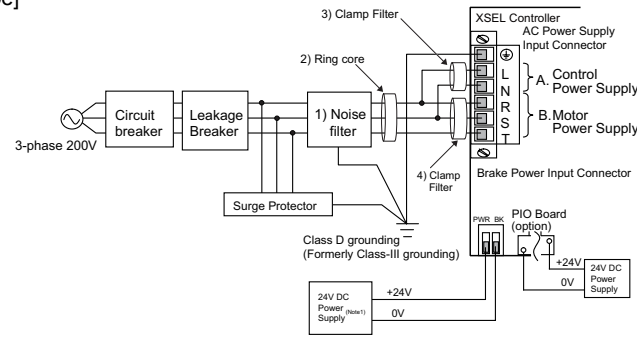 3) Clamp Filter
XSEL Controller
AC Power Supply
Input Connector
2) Ring core
L
N
R
S
T
A. Control
Power Supply
B. Motor
Power Supply
Circuit
breaker
Leakage
Breaker
1) Noise
filter
3-phase 200V
4) Clamp
Filter
Brake Power Input Connector
Surge Protector
PWR BK
PIO Board
(option)
Class D grounding
(Formerly Class-III grounding)
+24V
0V
24V DC
Power
Supply
24V DC
Power
Supply (Note1)
+24V
0V